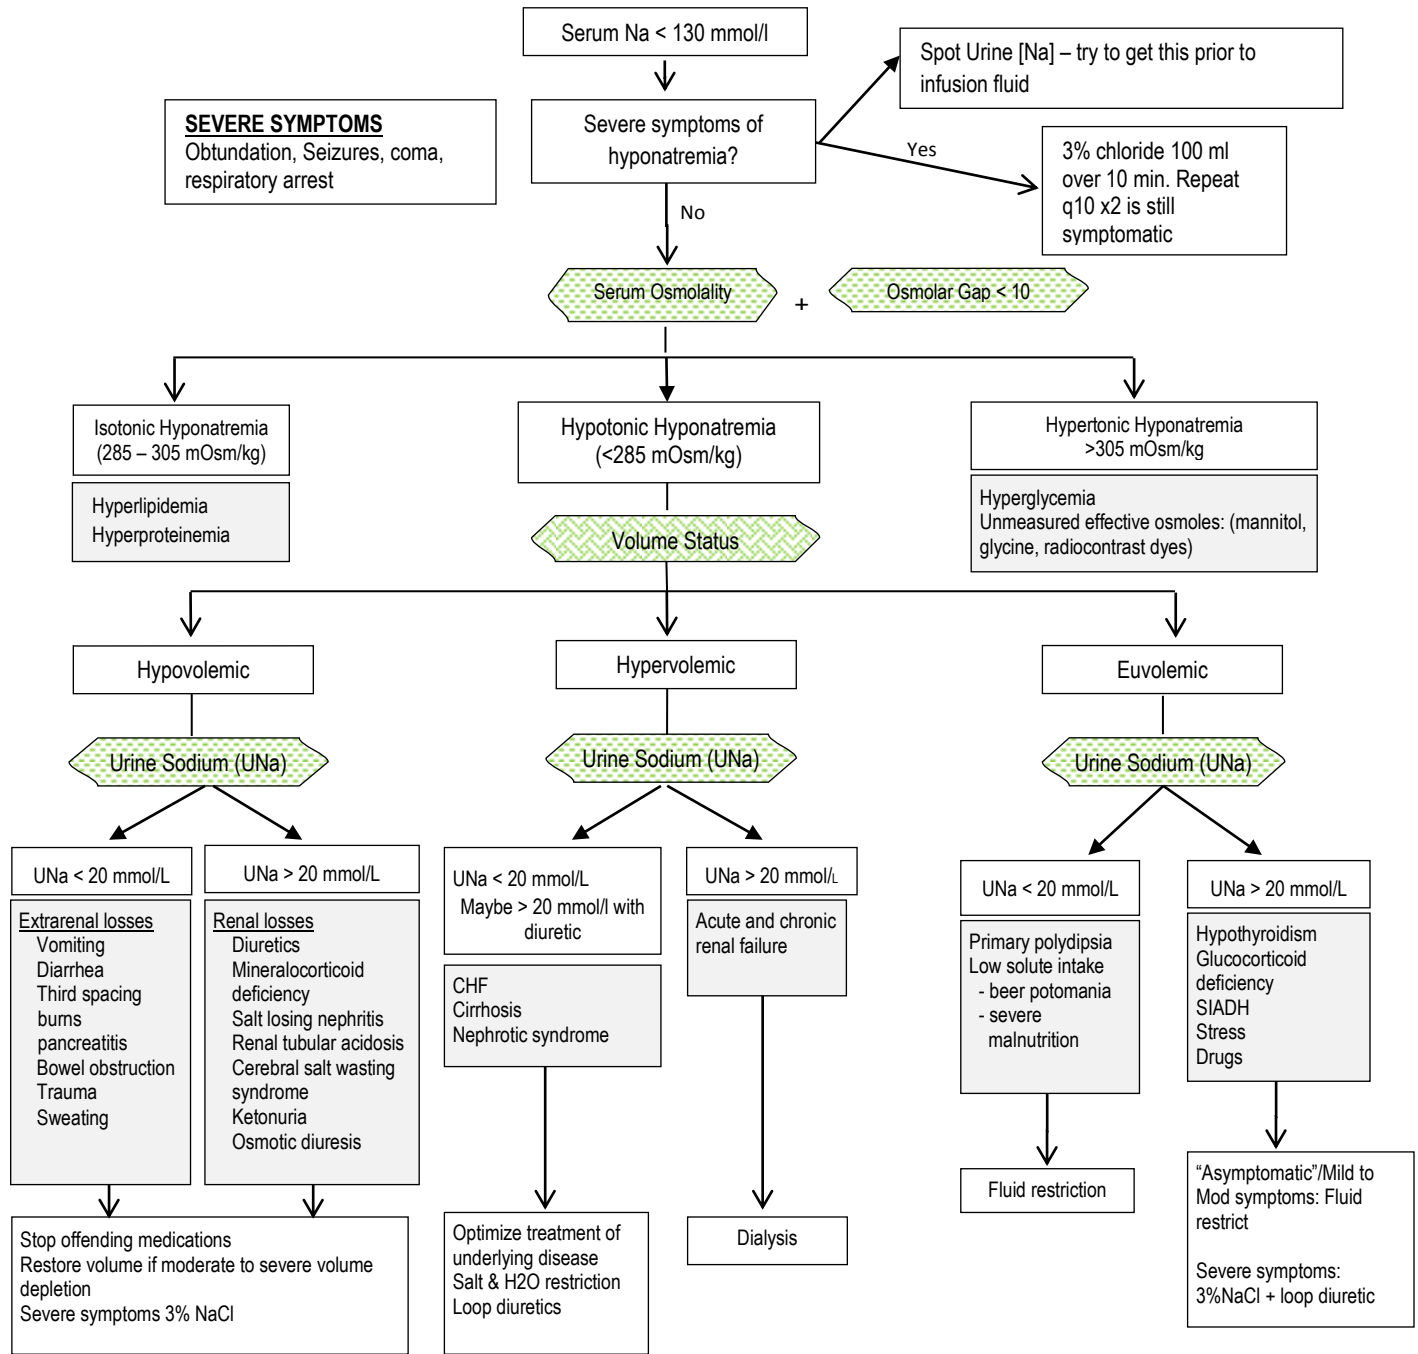 Serum Na < 130 mmol/l
Spot Urine [Na] – try to get this prior to
infusion fluid
SEVERE SYMPTOMS
Obtundation, Seizures, coma,
respiratory arrest
Severe symptoms of
hyponatremia?
Yes
3% chloride 100 ml
over 10 min. Repeat
q10 x2 is still
symptomatic
No
Serum Osmolality
+
Osmolar Gap < 10
Isotonic Hyponatremia
(285 – 305 mOsm/kg)
Hyperlipidemia
Hyperproteinemia
Hypotonic Hyponatremia
(<285 mOsm/kg)
Hypertonic Hyponatremia
>305 mOsm/kg
Hyperglycemia
Unmeasured effective osmoles: (mannitol,
glycine, radiocontrast dyes)
Volume Status
Hypovolemic
Hypervolemic
Euvolemic
Urine Sodium (UNa)
Urine Sodium (UNa)
Urine Sodium (UNa)
UNa < 20 mmol/L
Extrarenal losses
Vomiting
Diarrhea
Third spacing
burns
pancreatitis
Bowel obstruction
Trauma
Sweating
UNa > 20 mmol/L
Renal losses
Diuretics
Mineralocorticoid
deficiency
Salt losing nephritis
Renal tubular acidosis
Cerebral salt wasting
syndrome
Ketonuria
Osmotic diuresis
Stop offending medications
Restore volume if moderate to severe volume
depletion
Severe symptoms 3% NaCl
UNa < 20 mmol/L
Maybe > 20 mmol/l with
diuretic
CHF
Cirrhosis
Nephrotic syndrome
Optimize treatment of
underlying disease
Salt & H2O restriction
Loop diuretics
UNa > 20 mmol/L
Acute and chronic
renal failure
Dialysis
UNa < 20 mmol/L
Primary polydipsia
Low solute intake
- beer potomania
- severe
malnutrition
Fluid restriction
UNa > 20 mmol/L
Hypothyroidism
Glucocorticoid
deficiency
SIADH
Stress
Drugs
“Asymptomatic”/Mild to
Mod symptoms: Fluid
restrict
Severe symptoms:
3%NaCl + loop diuretic